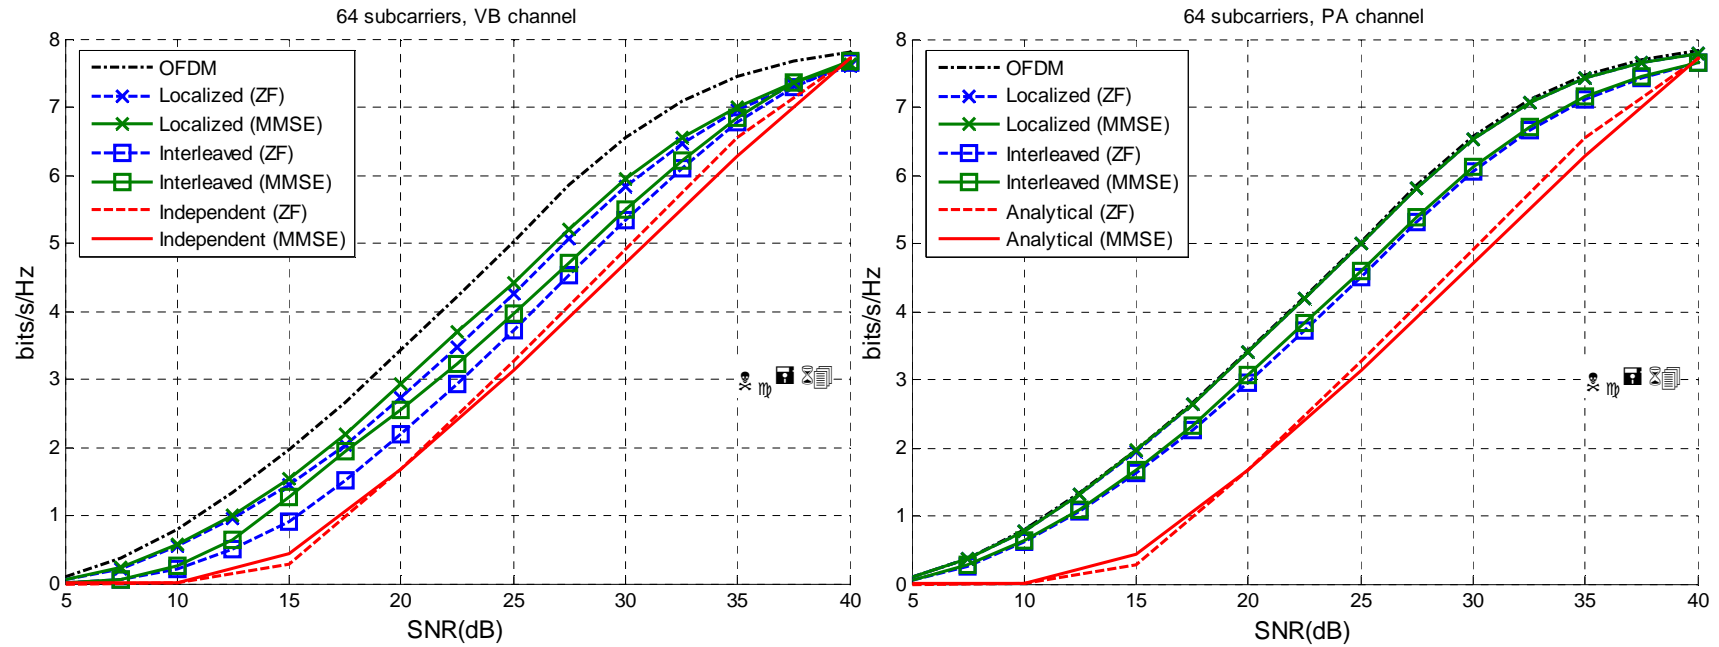 64 subcarriers, VB channel
8
7
6
5
4
3
2
1
0
bits/s/Hz
OFDM
Localized (ZF)
Localized (MMSE)
Interleaved (ZF)
Interleaved (MMSE)
Independent (ZF)
Independent (MMSE)
5 10 15 20 25 30 35 40
SNR(dB)
64 subcarriers, PA channel
8
7
6
5
4
3
2
1
0
bits/s/Hz
OFDM
Localized (ZF)
Localized (MMSE)
Interleaved (ZF)
Interleaved (MMSE)
Analytical (ZF)
Analytical (MMSE)
5 10 15 20 25 30 35 40
SNR(dB)